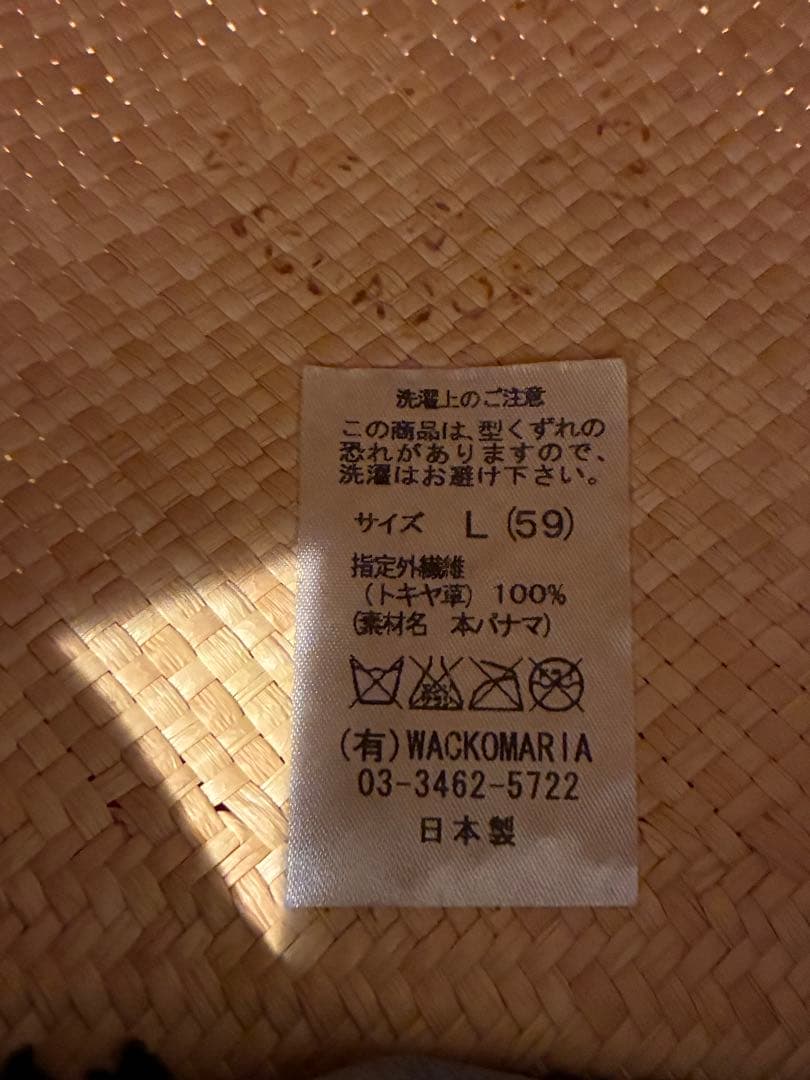 洗濯上のご注意
この商品は、型くずれの
恐れがありますので、
洗濯はお避け下さい。
サイズ L (59)
指定外繊維
(トキヤ草) 100%
(素材名 本パナマ)
(有) WACKOMARIA
03-3462-5722
日本製